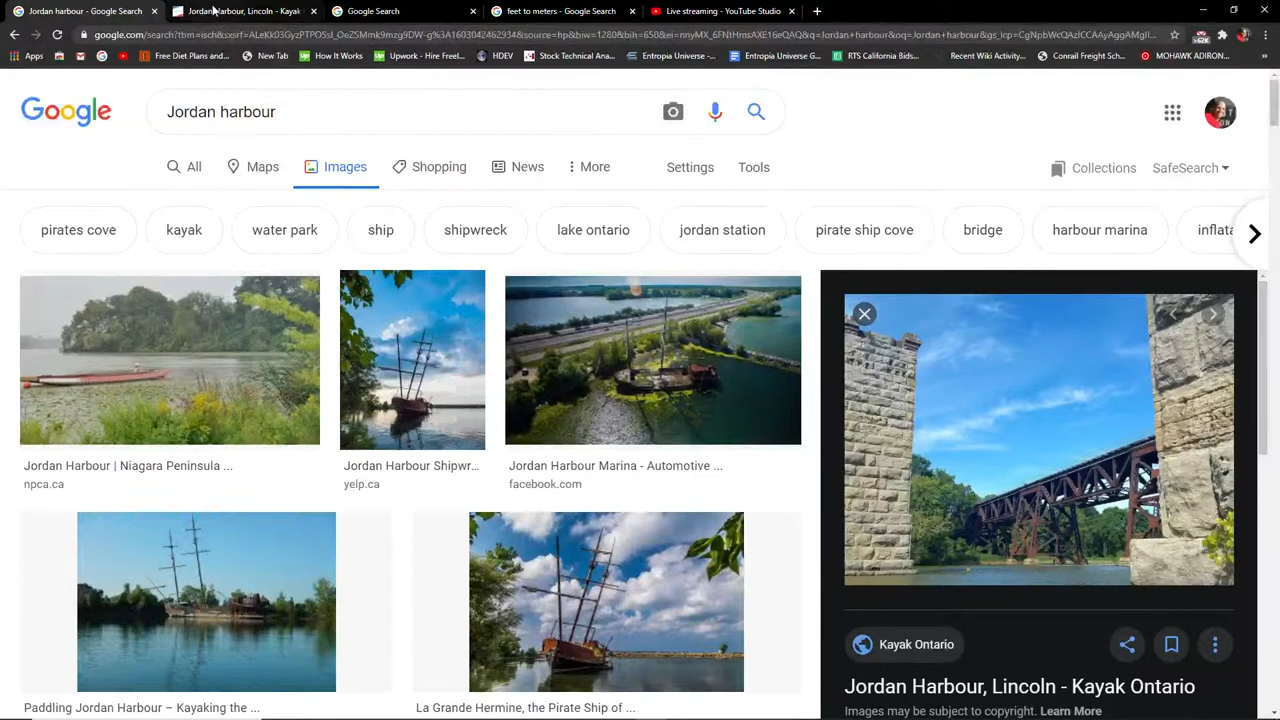 Jordan harbour - Google Search
Jordan Harbour, Lincoln - Kayak
Google Search
feet to meters - Google Search
Live streaming - YouTube Studio
Apps
Free Diet Plans and...
New Tab
How It Works
Upwork - Hire Free...
HDEV
Stock Technical Ana...
Entropia Universe -...
Entropia Universe G...
RTS California Bids...
Recent Wiki Activity...
Conrail Freight Sch...
MOHAWK ADIRON...
Google
Jordan harbour
All
Maps
Images
Shopping
News
More
Settings
Tools
Collections
SafeSearch
pirates cove
kayak
water park
ship
shipwreck
lake ontario
jordan station
pirate ship cove
bridge
harbour marina
inflata
Jordan Harbour | Niagara Peninsula ...
npca.ca
Jordan Harbour Shipwr...
yelp.ca
Jordan Harbour Marina - Automotive ...
facebook.com
Kayak Ontario
Jordan Harbour, Lincoln - Kayak Ontario
Images may be subject to copyright. Learn More
Paddling Jordan Harbour – Kayaking the ...
La Grande Hermine, the Pirate Ship of ...